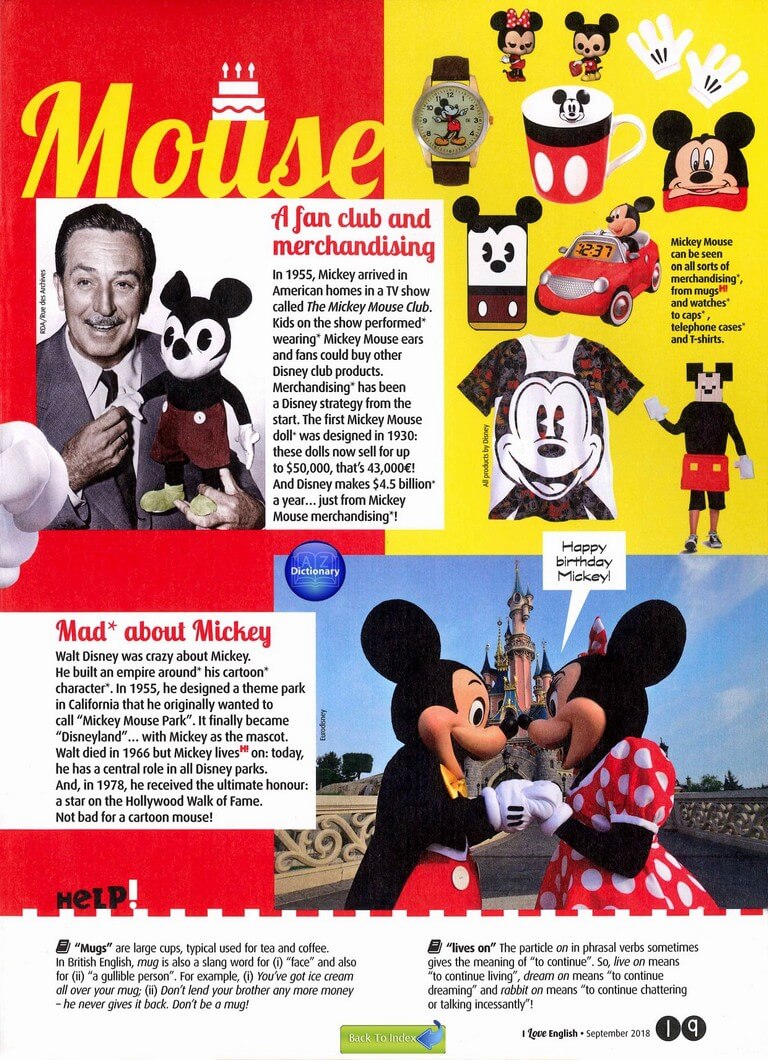 Mouse
A fan club and
merchandising
In 1955, Mickey arrived in
American homes in a TV show
called The Mickey Mouse Club.
Kids on the show performed*
wearing* Mickey Mouse ears
and fans could buy other
Disney club products.
Merchandising* has been
a Disney strategy from the
start. The first Mickey Mouse
doll* was designed in 1930:
these dolls now sell for up
to $50,000, that's 43,000€!
And Disney makes $4.5 billion*
a year... just from Mickey
Mouse merchandising*!
RDA/Rue des Archives
12:37
Mickey Mouse
can be seen
on all sorts of
merchandising*,
from mugsH!
and watches*
to caps*,
telephone cases*
and T-shirts.
All products by Disney
Happy
birthday
Mickey!
A Z
Dictionary
Mad* about Mickey
Walt Disney was crazy about Mickey.
He built an empire around* his cartoon*
character*. In 1955, he designed a theme park
in California that he originally wanted to
call “Mickey Mouse Park”. It finally became
“Disneyland”... with Mickey as the mascot.
Walt died in 1966 but Mickey livesH! on: today,
he has a central role in all Disney parks.
And, in 1978, he received the ultimate honour:
a star on the Hollywood Walk of Fame.
Not bad for a cartoon mouse!
Eurodisney
HELP!
“Mugs” are large cups, typical used for tea and coffee.
In British English, mug is also a slang word for (i) “face” and also
for (ii) “a gullible person”. For example, (i) You've got ice cream
all over your mug; (ii) Don't lend your brother any more money
– he never gives it back. Don't be a mug!
“lives on” The particle on in phrasal verbs sometimes
gives the meaning of “to continue”. So, live on means
“to continue living”, dream on means “to continue
dreaming” and rabbit on means “to continue chattering
or talking incessantly”!
Back To Index
I Love English • September 2018 19